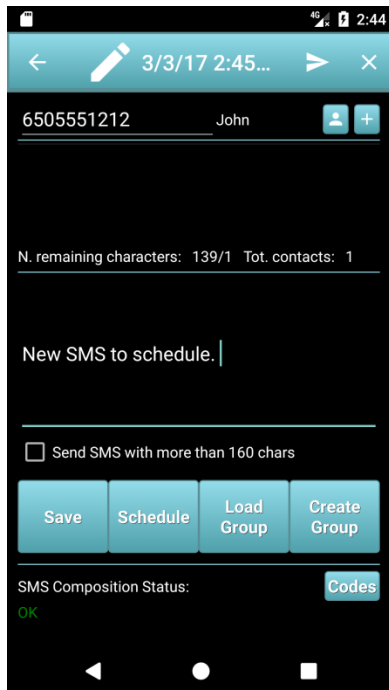 4G 2:44
3/3/17 2:45...
6505551212 John
N. remaining characters: 139/1 Tot. contacts: 1
New SMS to schedule.
Send SMS with more than 160 chars
Save Schedule Load Group Create Group
SMS Composition Status: Codes
OK